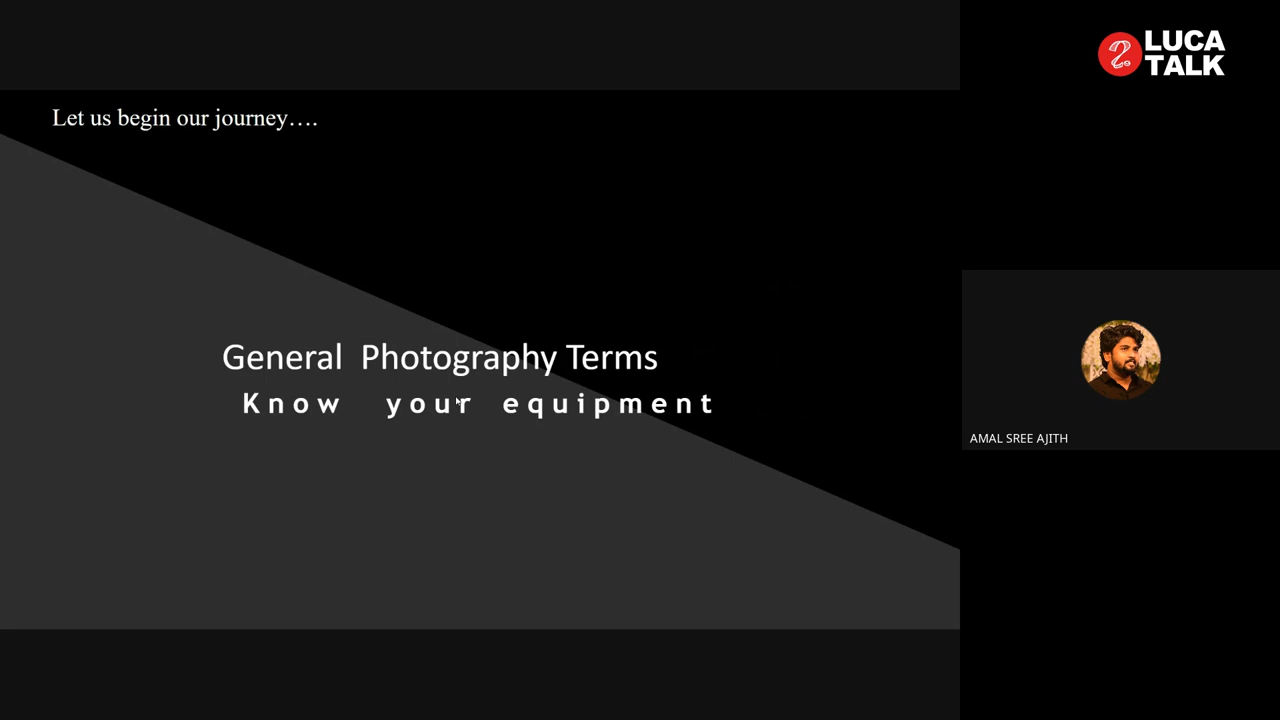 LUCA
TALK
Let us begin our journey….
General Photography Terms
Know your equipment
AMAL SREE AJITH